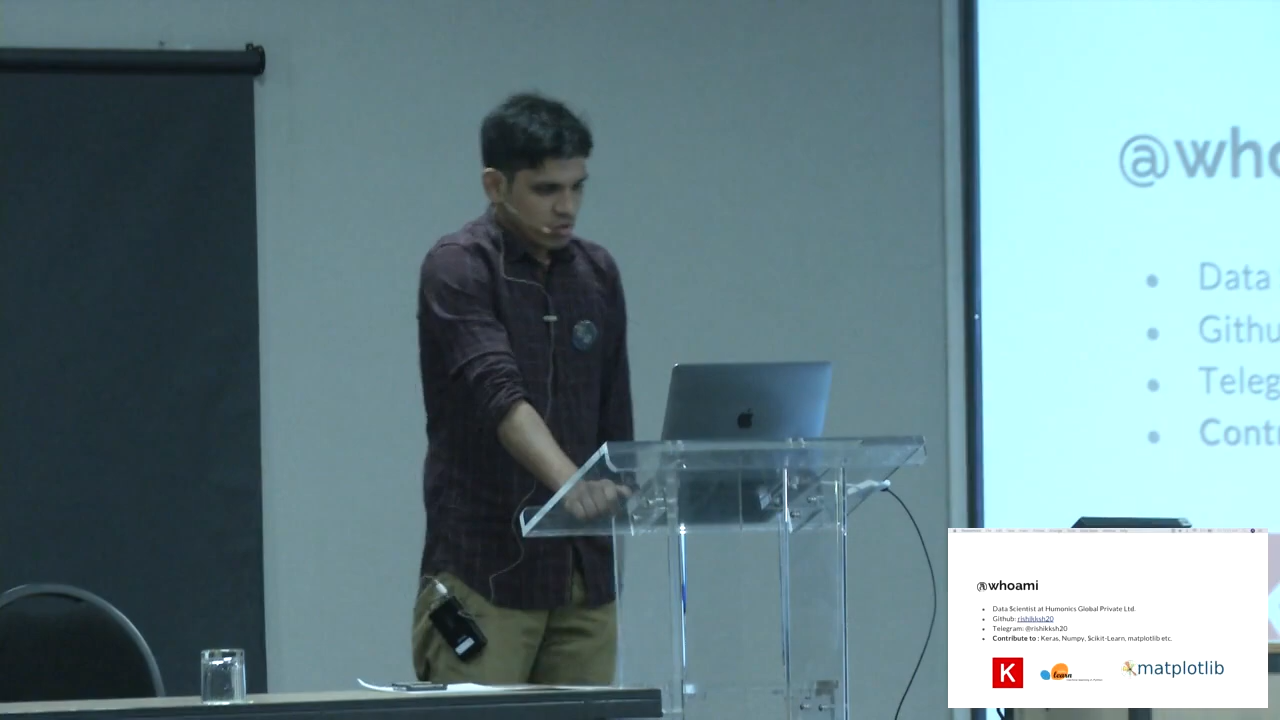 @who
Data
Githu
Teleg
Contr
@whoami
Data Scientist at Humonics Global Private Ltd.
Github: rishikksh20
Telegram: @rishikksh20
Contribute to : Keras, Numpy, Scikit-Learn, matplotlib etc.
K
learn
matplotlib